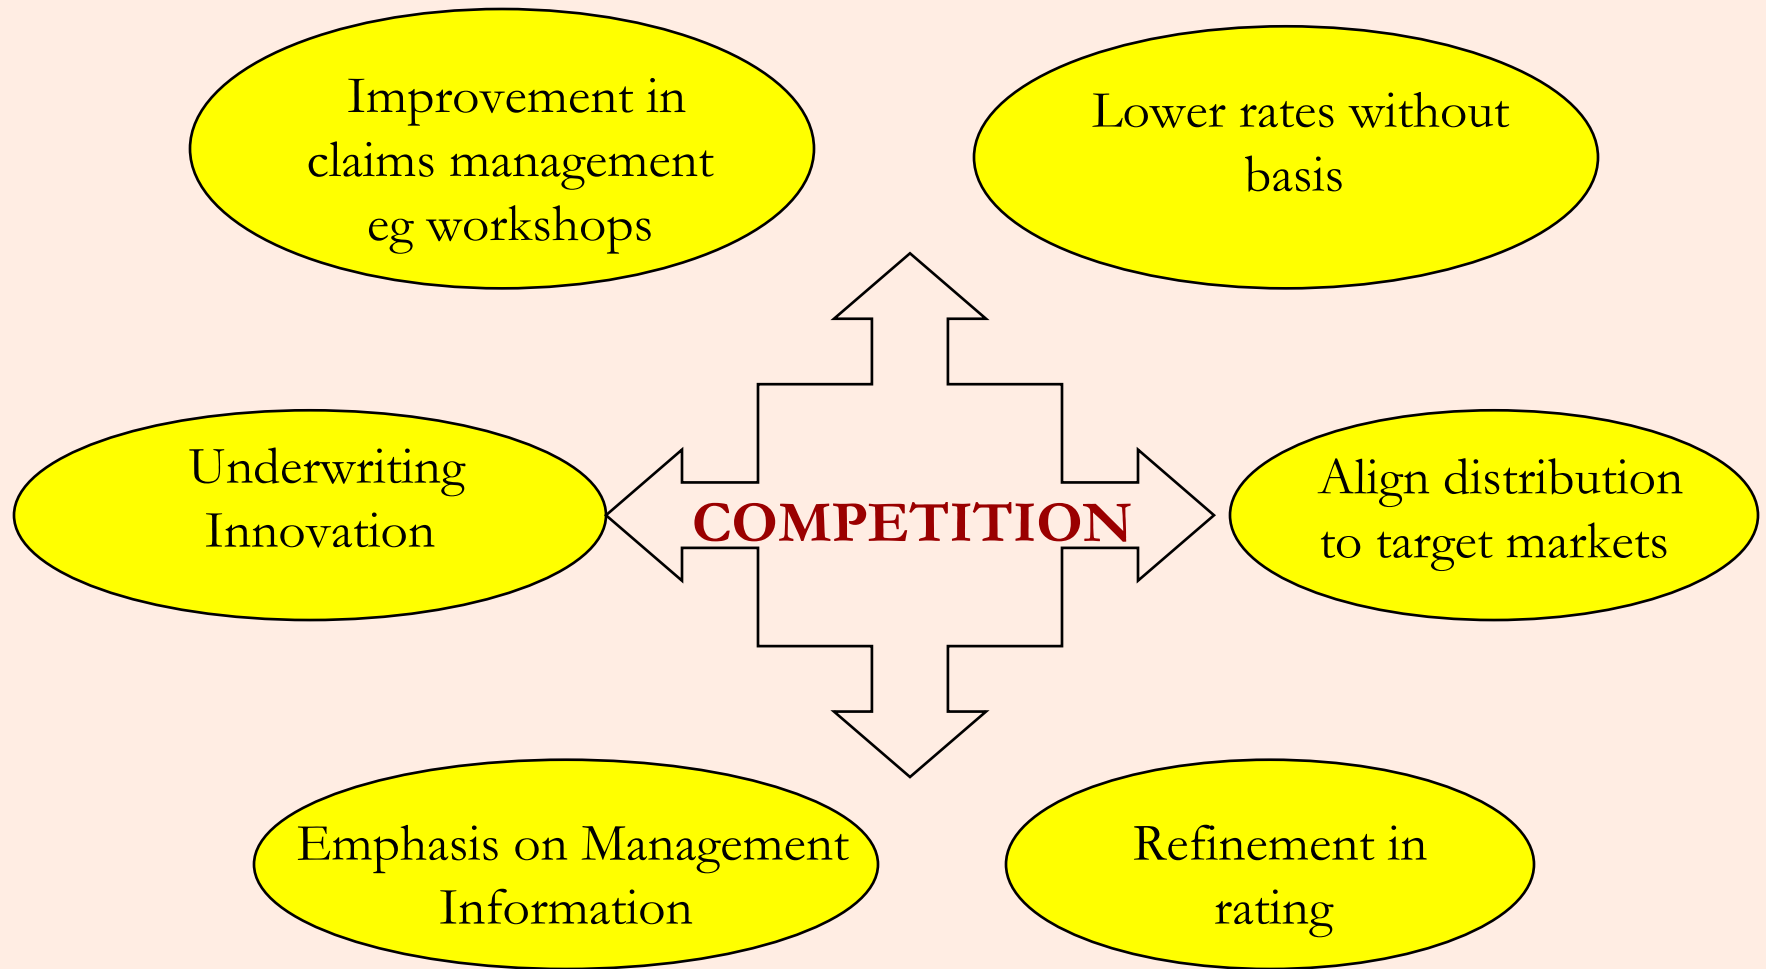 Improvement in
claims management
eg workshops
Lower rates without
basis
Underwriting
Innovation
COMPETITION
Align distribution
to target markets
Emphasis on Management
Information
Refinement in
rating